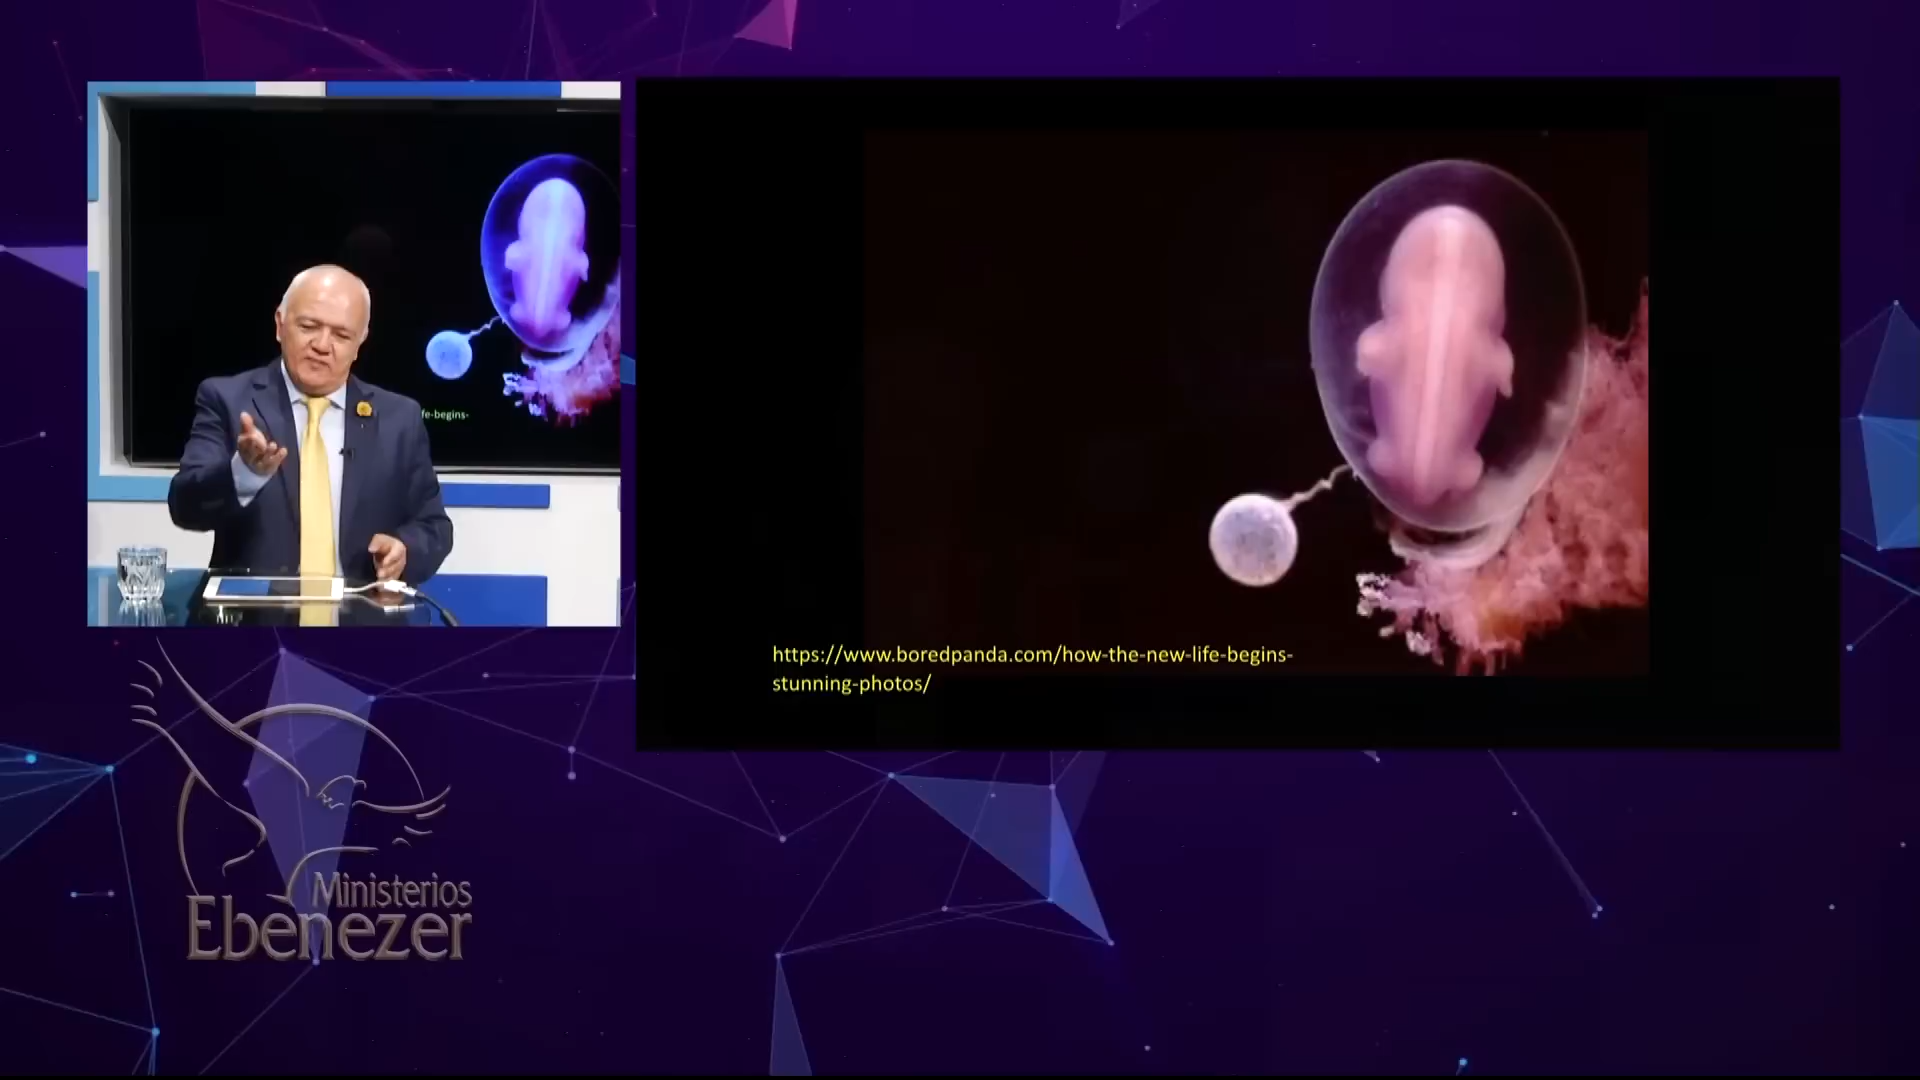 fe-begins-
https://www.boredpanda.com/how-the-new-life-begins-
stunning-photos/
Ministerios
Ebenezer